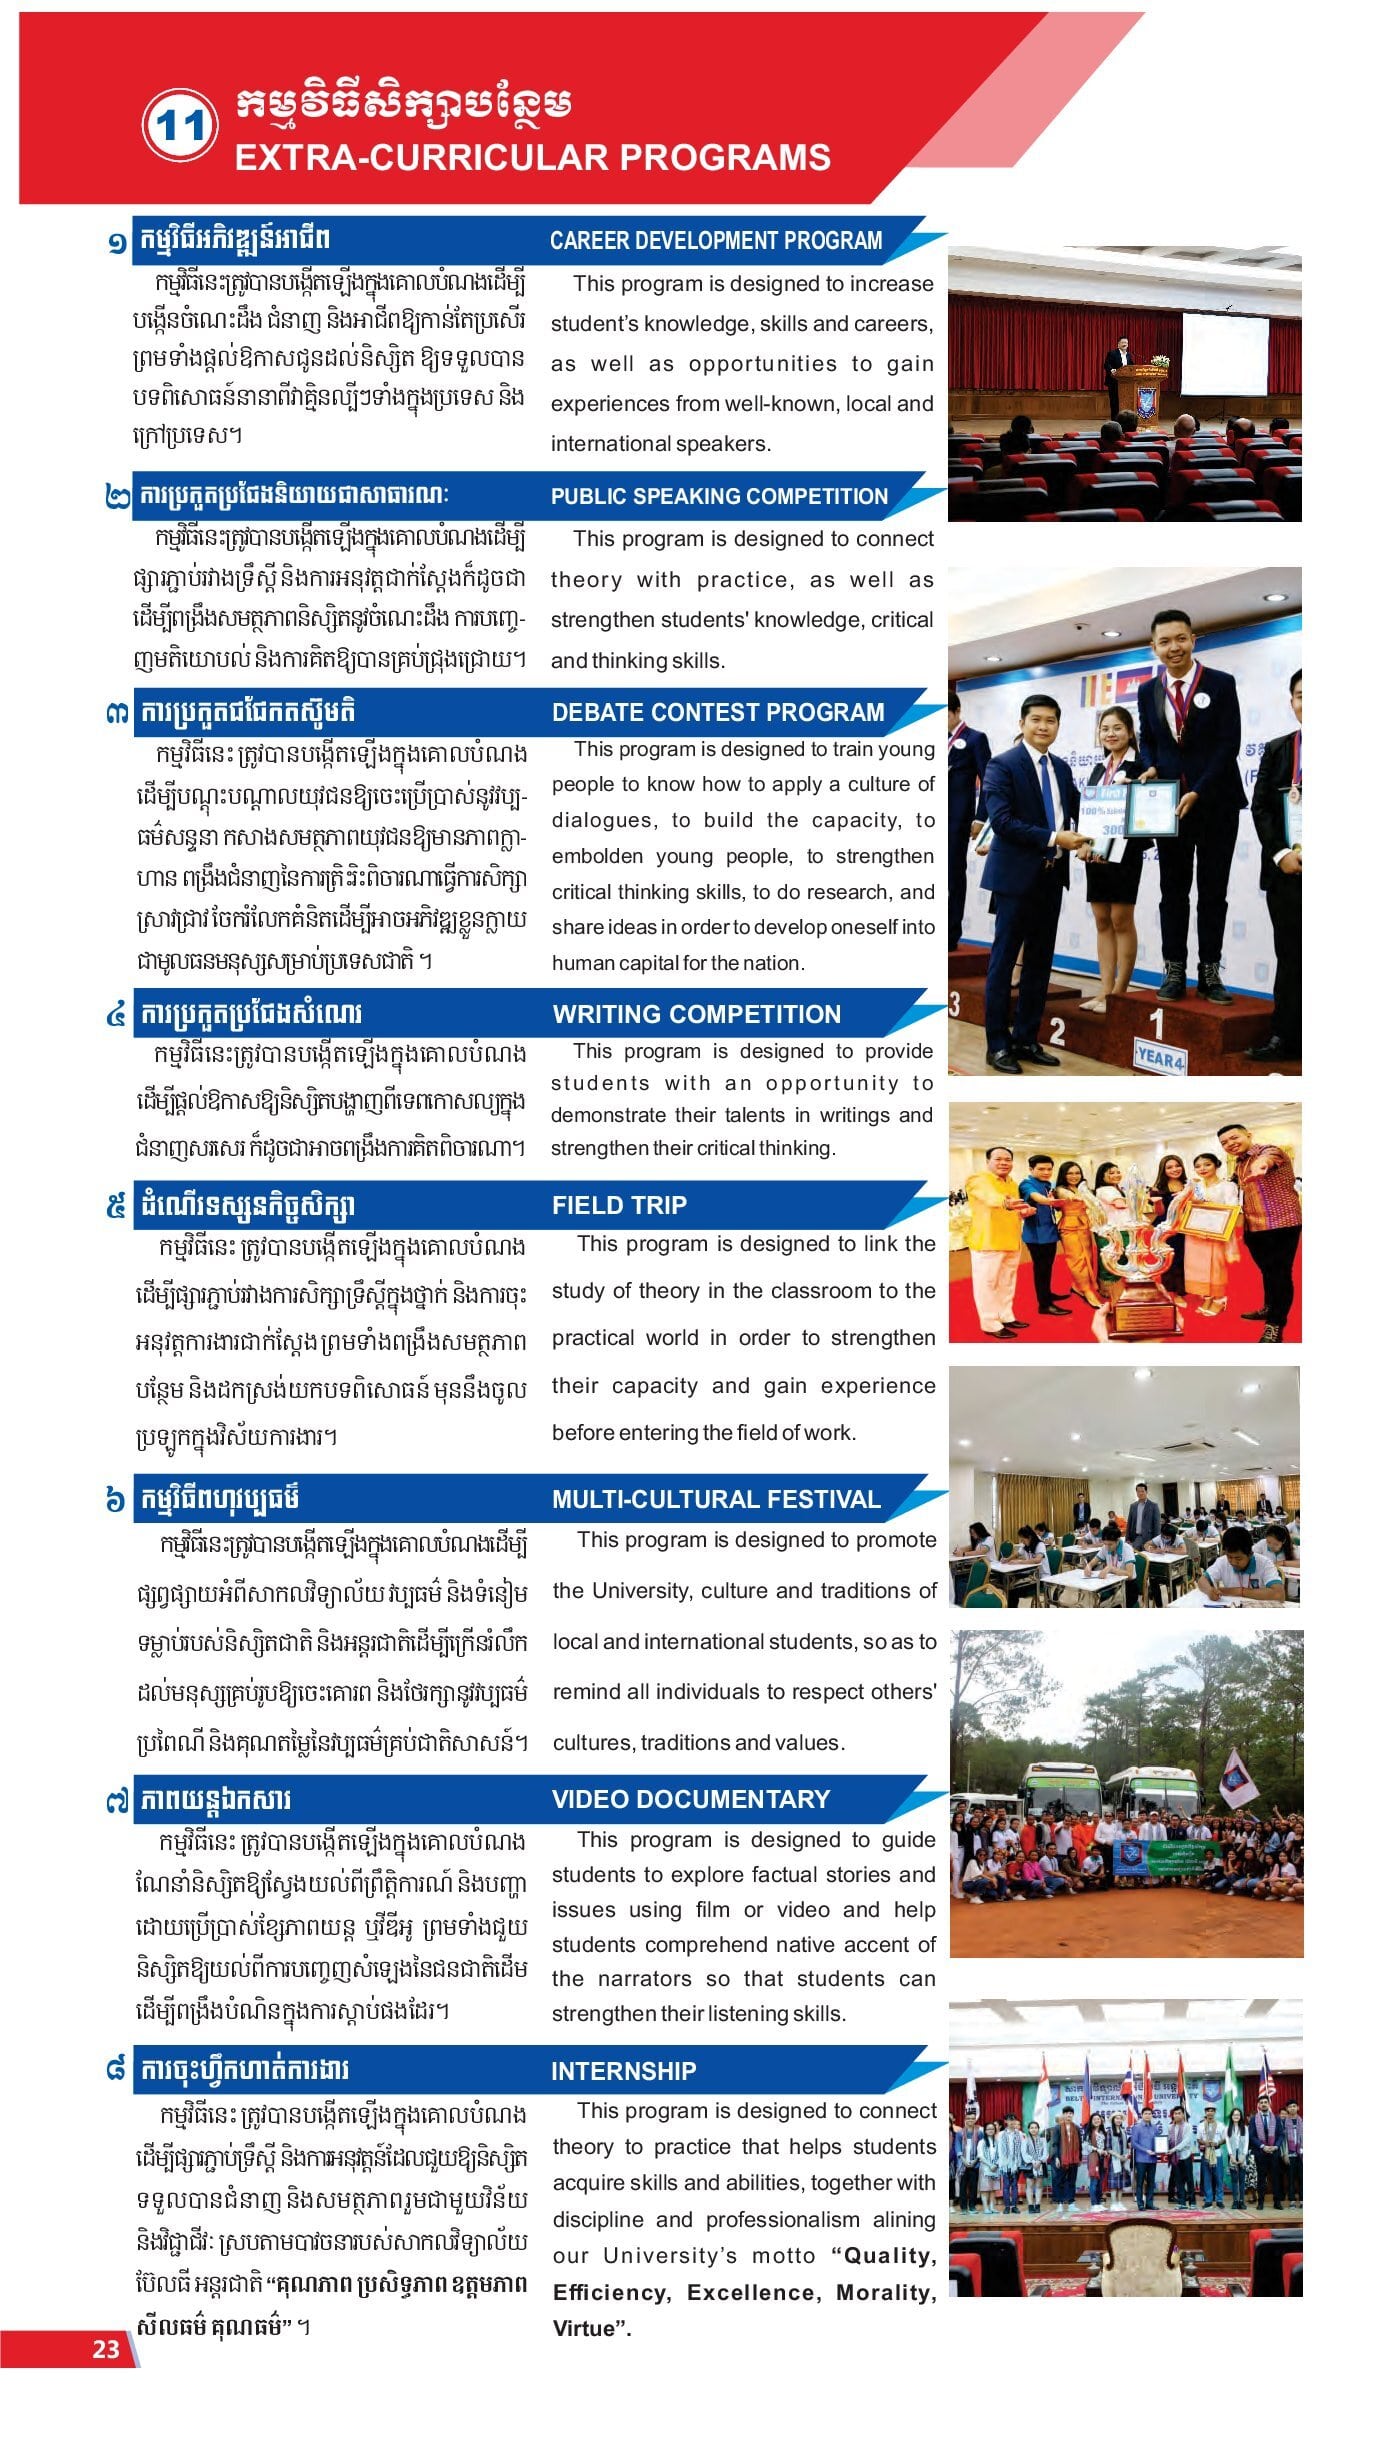 11
កម្មវិធីសិក្សាបន្ថែម
EXTRA-CURRICULAR PROGRAMS
១ កម្មវិធីអភិវឌ្ឍន៍អាជីព
កម្មវិធីនេះត្រូវបានបង្កើតឡើងក្នុងគោលបំណងដើម្បី
បង្កើនចំណេះដឹង ជំនាញ និងអាជីពឱ្យកាន់តែប្រសើរ
ព្រមទាំងផ្តល់ឱកាសជូនដល់និស្សិត ឱ្យទទួលបាន
បទពិសោធន៍នានាពីវាគ្មិនល្បីៗទាំងក្នុងប្រទេស និង
ក្រៅប្រទេស។
CAREER DEVELOPMENT PROGRAM
This program is designed to increase
student’s knowledge, skills and careers,
as well as opportunities to gain
experiences from well-known, local and
international speakers.
២ ការប្រកួតប្រជែងនិយាយជាសាធារណៈ
កម្មវិធីនេះត្រូវបានបង្កើតឡើងក្នុងគោលបំណងដើម្បី
ផ្សារភ្ជាប់រវាងទ្រឹស្តី និងការអនុវត្តជាក់ស្តែងក៏ដូចជា
ដើម្បីពង្រឹងសមត្ថភាពនិស្សិតនូវចំណេះដឹង ការបញ្ចេ-
ញមតិយោបល់ និងការគិតឱ្យបានគ្រប់ជ្រុងជ្រោយ។
PUBLIC SPEAKING COMPETITION
This program is designed to connect
theory with practice, as well as
strengthen students' knowledge, critical
and thinking skills.
៣ ការប្រកួតជជែកតស៊ូមតិ
កម្មវិធីនេះ ត្រូវបានបង្កើតឡើងក្នុងគោលបំណង
ដើម្បីបណ្តុះបណ្តាលយុវជនឱ្យចេះប្រើប្រាស់នូវវប្ប-
ធម៌សន្ទនា កសាងសមត្ថភាពយុវជនឱ្យមានភាពក្លា-
ហាន ពង្រឹងជំនាញនៃការត្រិះរិះពិចារណាធ្វើការសិក្សា
ស្រាវជ្រាវ ចែករំលែកគំនិតដើម្បីអាចអភិវឌ្ឍខ្លួនក្លាយ
ជាមូលធនមនុស្សសម្រាប់ប្រទេសជាតិ ។
DEBATE CONTEST PROGRAM
This program is designed to train young
people to know how to apply a culture of
dialogues, to build the capacity, to
embolden young people, to strengthen
critical thinking skills, to do research, and
share ideas in order to develop oneself into
human capital for the nation.
៤ ការប្រកួតប្រជែងសំណេរ
កម្មវិធីនេះត្រូវបានបង្កើតឡើងក្នុងគោលបំណង
ដើម្បីផ្តល់ឱកាសឱ្យនិស្សិតបង្ហាញពីទេពកោសល្យក្នុង
ជំនាញសរសេរ ក៏ដូចជាអាចពង្រឹងការគិតពិចារណា។
WRITING COMPETITION
This program is designed to provide
students with an opportunity to
demonstrate their talents in writings and
strengthen their critical thinking.
៥ ដំណើរទស្សនកិច្ចសិក្សា
កម្មវិធីនេះ ត្រូវបានបង្កើតឡើងក្នុងគោលបំណង
ដើម្បីផ្សារភ្ជាប់រវាងការសិក្សាទ្រឹស្តីក្នុងថ្នាក់ និងការចុះ
អនុវត្តការងារជាក់ស្តែង ព្រមទាំងពង្រឹងសមត្ថភាព
បន្ថែម និងដកស្រង់យកបទពិសោធន៍ មុននឹងចូល
ប្រឡូកក្នុងវិស័យការងារ។
FIELD TRIP
This program is designed to link the
study of theory in the classroom to the
practical world in order to strengthen
their capacity and gain experience
before entering the field of work.
៦ កម្មវិធីពហុវប្បធម៌
កម្មវិធីនេះត្រូវបានបង្កើតឡើងក្នុងគោលបំណងដើម្បី
ផ្សព្វផ្សាយអំពីសាកលវិទ្យាល័យ វប្បធម៌ និងទំនៀម
ទម្លាប់របស់និស្សិតជាតិ និងអន្តរជាតិដើម្បីក្រើនរំលឹក
ដល់មនុស្សគ្រប់រូបឱ្យចេះគោរព និងថែរក្សានូវវប្បធម៌
ប្រពៃណី និងគុណតម្លៃនៃវប្បធម៌គ្រប់ជាតិសាសន៍។
MULTI-CULTURAL FESTIVAL
This program is designed to promote
the University, culture and traditions of
local and international students, so as to
remind all individuals to respect others'
cultures, traditions and values.
៧ ភាពយន្តឯកសារ
កម្មវិធីនេះ ត្រូវបានបង្កើតឡើងក្នុងគោលបំណង
ណែនាំនិស្សិតឱ្យស្វែងយល់ពីព្រឹត្តិការណ៍ និងបញ្ហា
ដោយប្រើប្រាស់ខ្សែភាពយន្ត ឬវីឌីអូ ព្រមទាំងជួយ
និស្សិតឱ្យយល់ពីការបញ្ចេញសំឡេងនៃជនជាតិដើម
ដើម្បីពង្រឹងបំណិនក្នុងការស្តាប់ផងដែរ។
VIDEO DOCUMENTARY
This program is designed to guide
students to explore factual stories and
issues using film or video and help
students comprehend native accent of
the narrators so that students can
strengthen their listening skills.
៨ ការចុះហ្វឹកហាត់ការងារ
កម្មវិធីនេះ ត្រូវបានបង្កើតឡើងក្នុងគោលបំណង
ដើម្បីផ្សារភ្ជាប់ទ្រឹស្តី និងការអនុវត្តន៍ដែលជួយឱ្យនិស្សិត
ទទួលបានជំនាញ និងសមត្ថភាពរួមជាមួយវិន័យ
និងវិជ្ជាជីវៈ ស្របតាមបាវចនារបស់សាកលវិទ្យាល័យ
ប៊ែលធី អន្តរជាតិ “គុណភាព ប្រសិទ្ធភាព ឧត្តមភាព
សីលធម៌ គុណធម៌” ។
INTERNSHIP
This program is designed to connect
theory to practice that helps students
acquire skills and abilities, together with
discipline and professionalism alining
our University’s motto “Quality,
Efficiency, Excellence, Morality,
Virtue”.
3
2
1
YEAR4
23